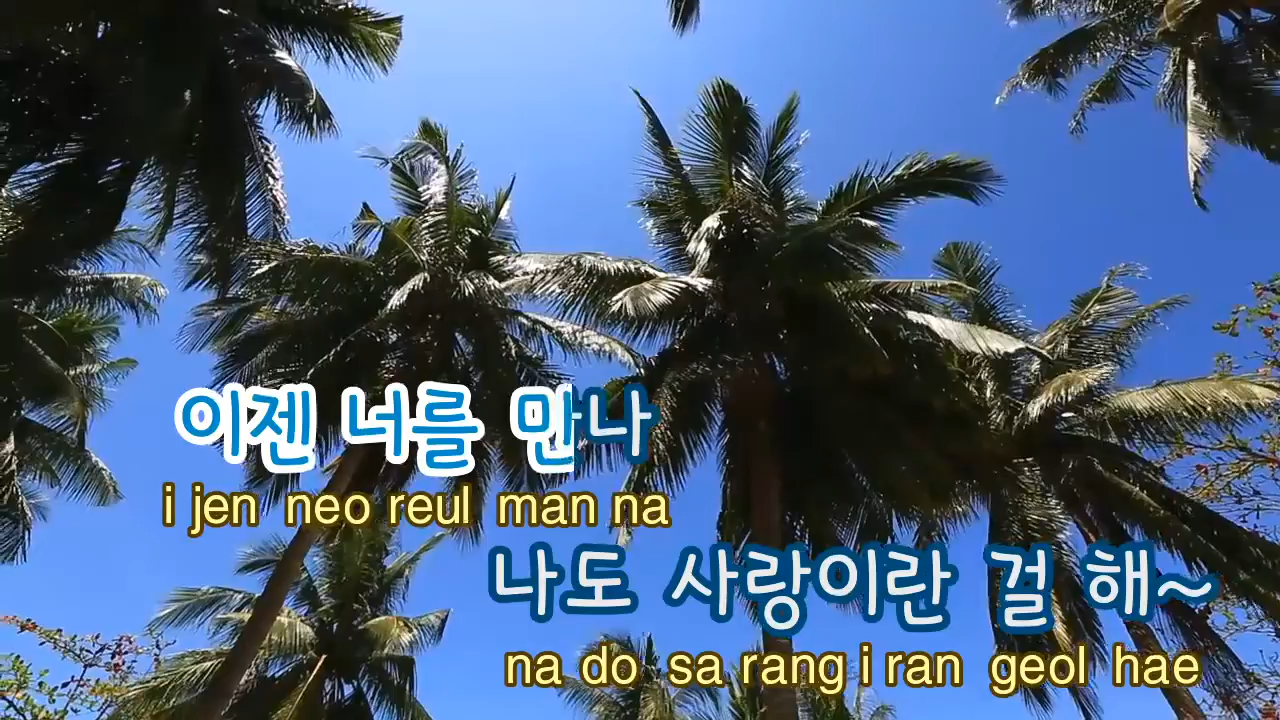 이젠 너를 만나
i jen neo reul man na
나도 사랑이란 걸 해~
na do sa rang i ran geol hae